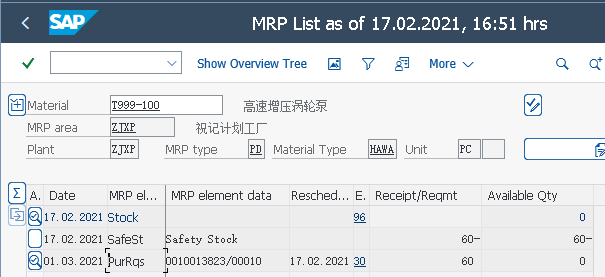 SAP MRP List as of 17.02.2021, 16:51 hrs
Show Overview Tree More
Material T999-100 高速增压涡轮泵
MRP area ZJXP 祝记计划工厂
Plant ZJXP MRP type PD Material Type HAWA Unit PC
A. Date MRP el... MRP element data Resched... E. Receipt/Reqmt Available Qty
17.02.2021 Stock 96 0
17.02.2021 SafeSt Safety Stock 60- 60-
01.03.2021 PurRqs 0010013823/00010 17.02.2021 30 60 0